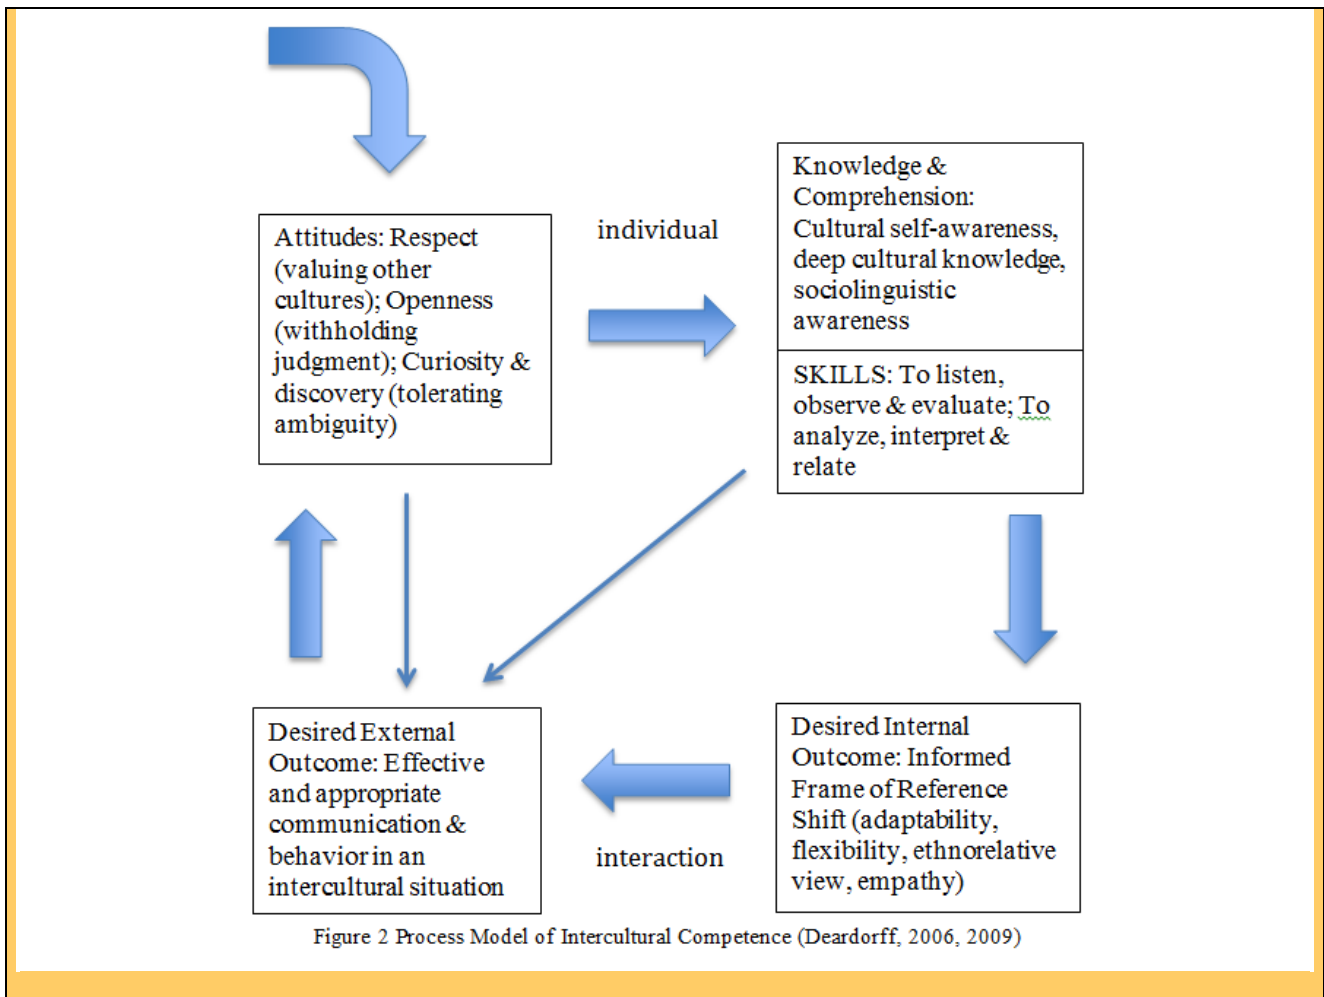 Attitudes: Respect
(valuing other
cultures); Openness
(withholding
judgment); Curiosity &
discovery (tolerating
ambiguity)
individual
Knowledge &
Comprehension:
Cultural self-awareness,
deep cultural knowledge,
sociolinguistic
awareness
SKILLS: To listen,
observe & evaluate; To
analyze, interpret &
relate
Desired External
Outcome: Effective
and appropriate
communication &
behavior in an
intercultural situation
interaction
Desired Internal
Outcome: Informed
Frame of Reference
Shift (adaptability,
flexibility, ethnorelative
view, empathy)
Figure 2 Process Model of Intercultural Competence (Deardorff, 2006, 2009)